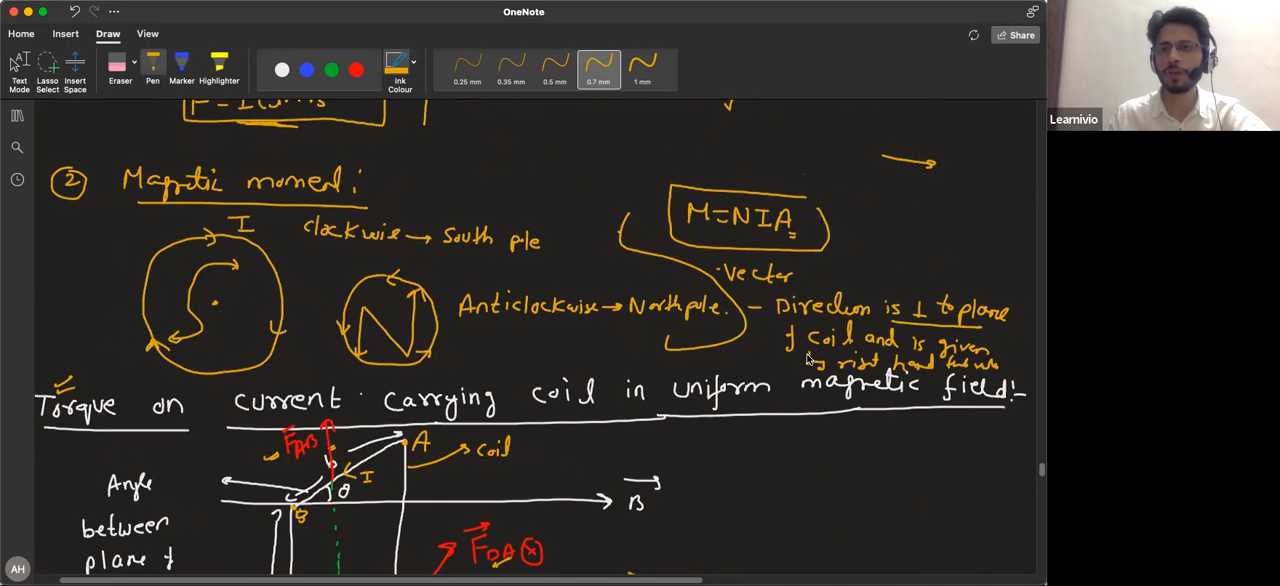 OneNote
Home Insert Draw View
Share
Text Mode
Lasso Select
Insert Space
Eraser
Pen
Marker
Highlighter
Ink Colour
0.25 mm
0.35 mm
0.5 mm
0.7 mm
1 mm
Learnivio
② Magnetic moment :
I clockwise → South pole
M = NIA
S
· Vector
N
Anticlockwise → North pole.
- Direction is ⊥ to plane
of coil and is given
by right hand
Torque on current carrying coil in uniform magnetic field :-
F_AB
A
coil
I
θ
B
B
Angle
between
plane of
F_DA ⊗
AH